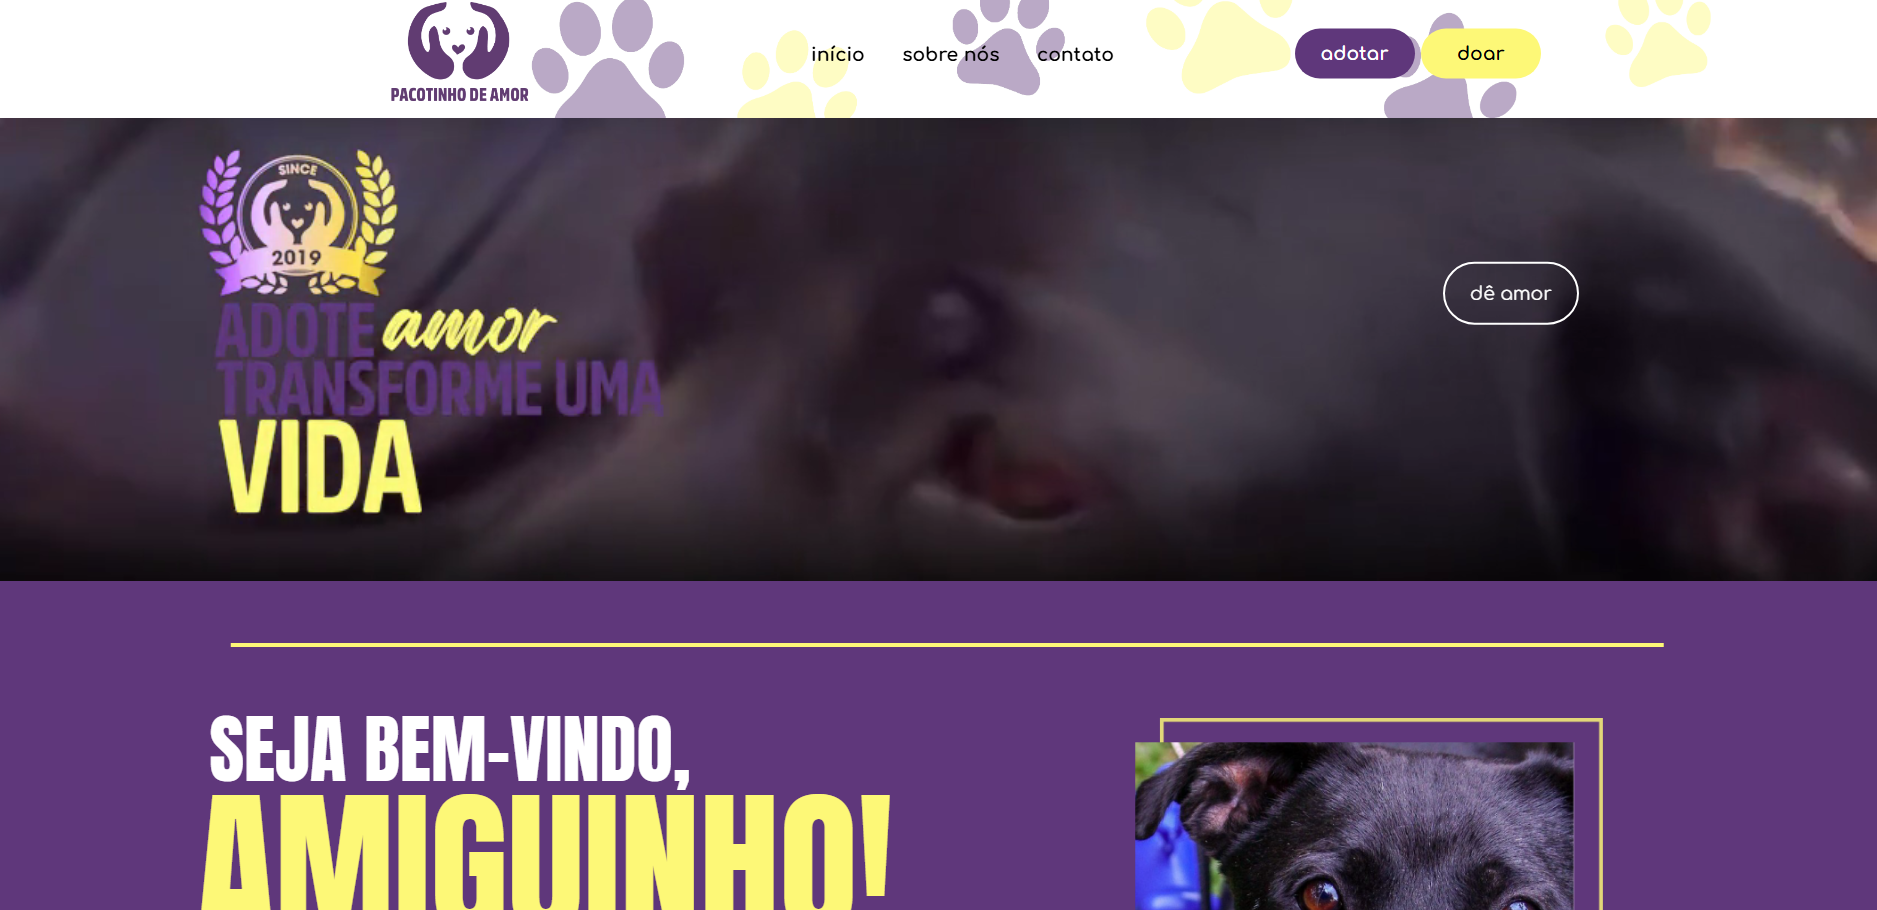 PACOTINHO DE AMOR
início
sobre nós
contato
adotar
doar
SINCE
2019
ADOTE amor
TRANSFORME UMA
VIDA
dê amor
SEJA BEM-VINDO,
AMIGUINHO!